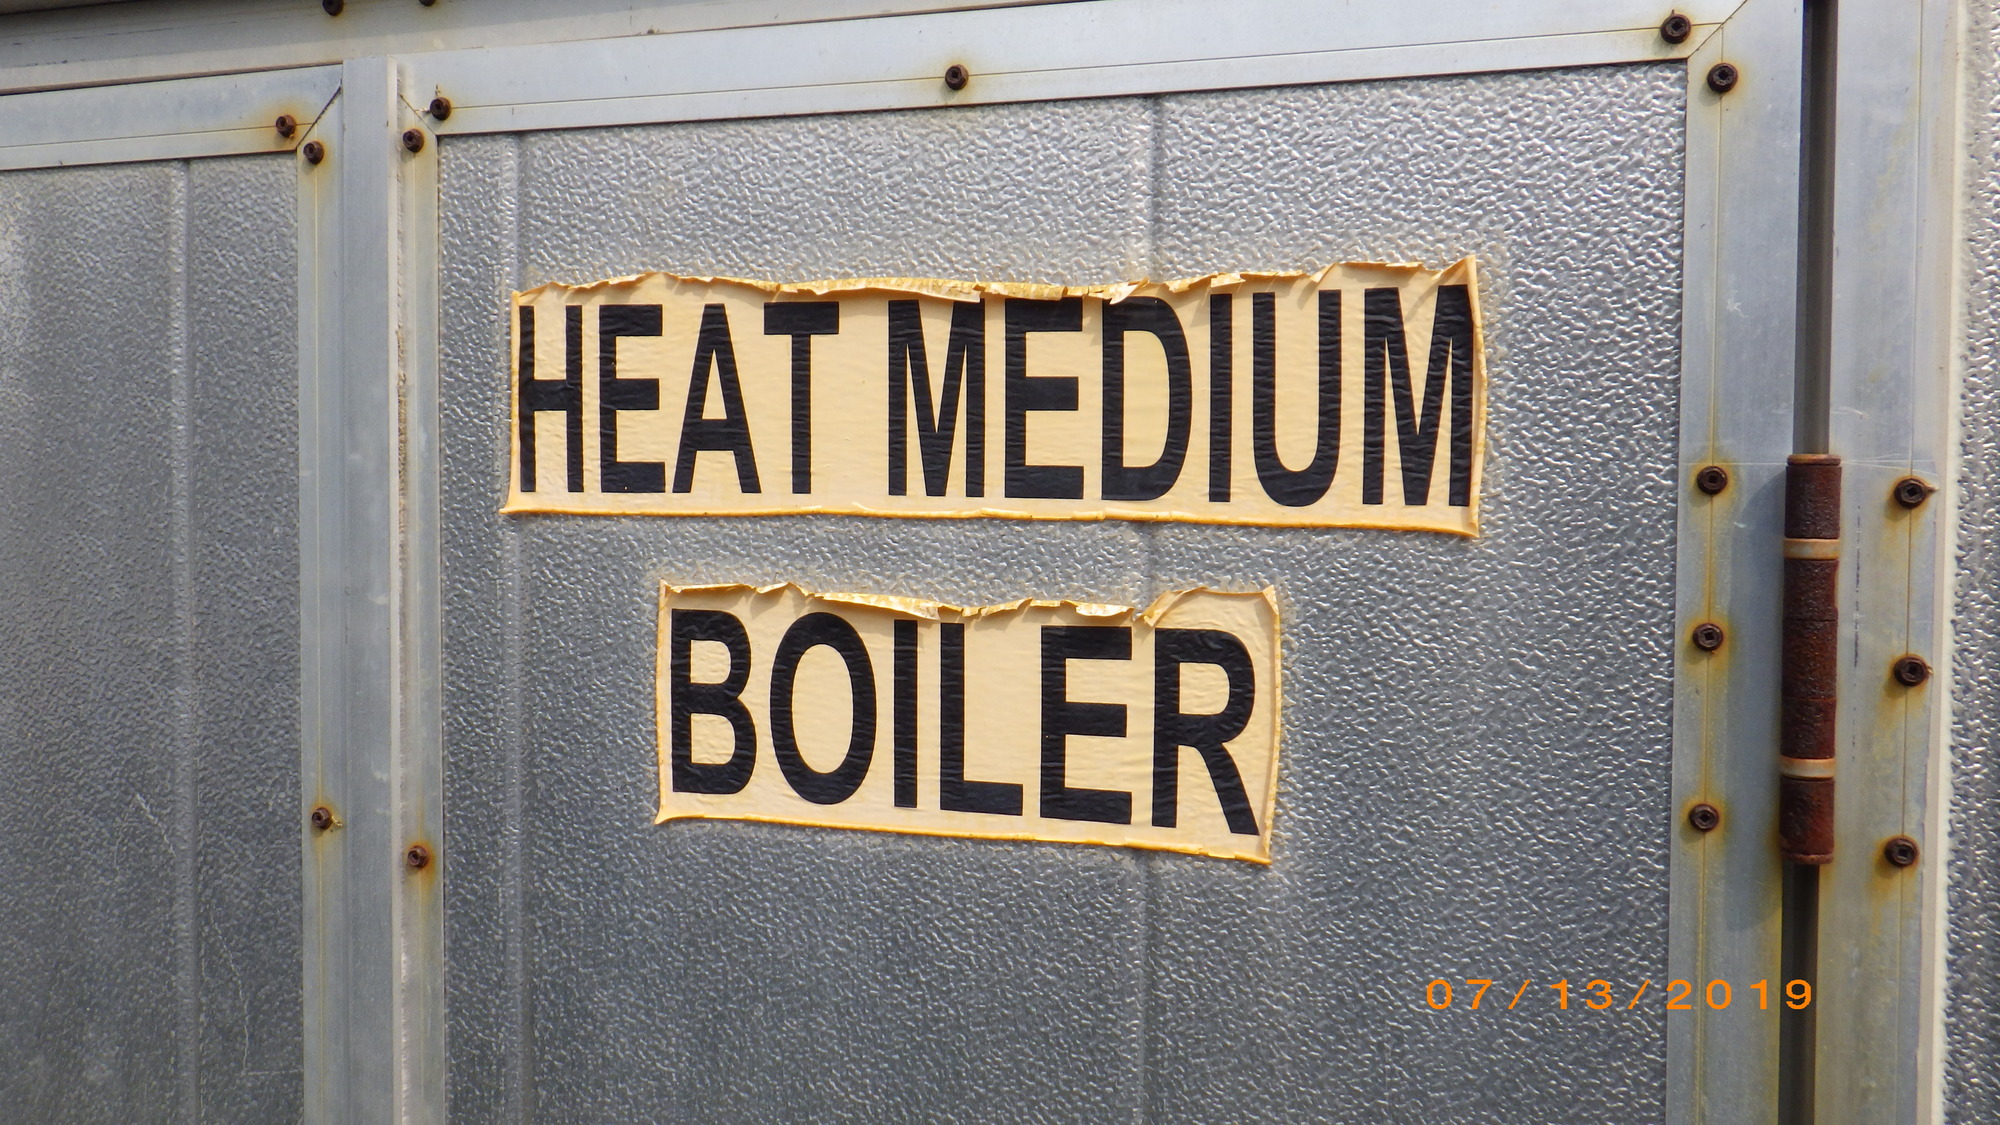 HEAT MEDIUM
BOILER
07/13/2019